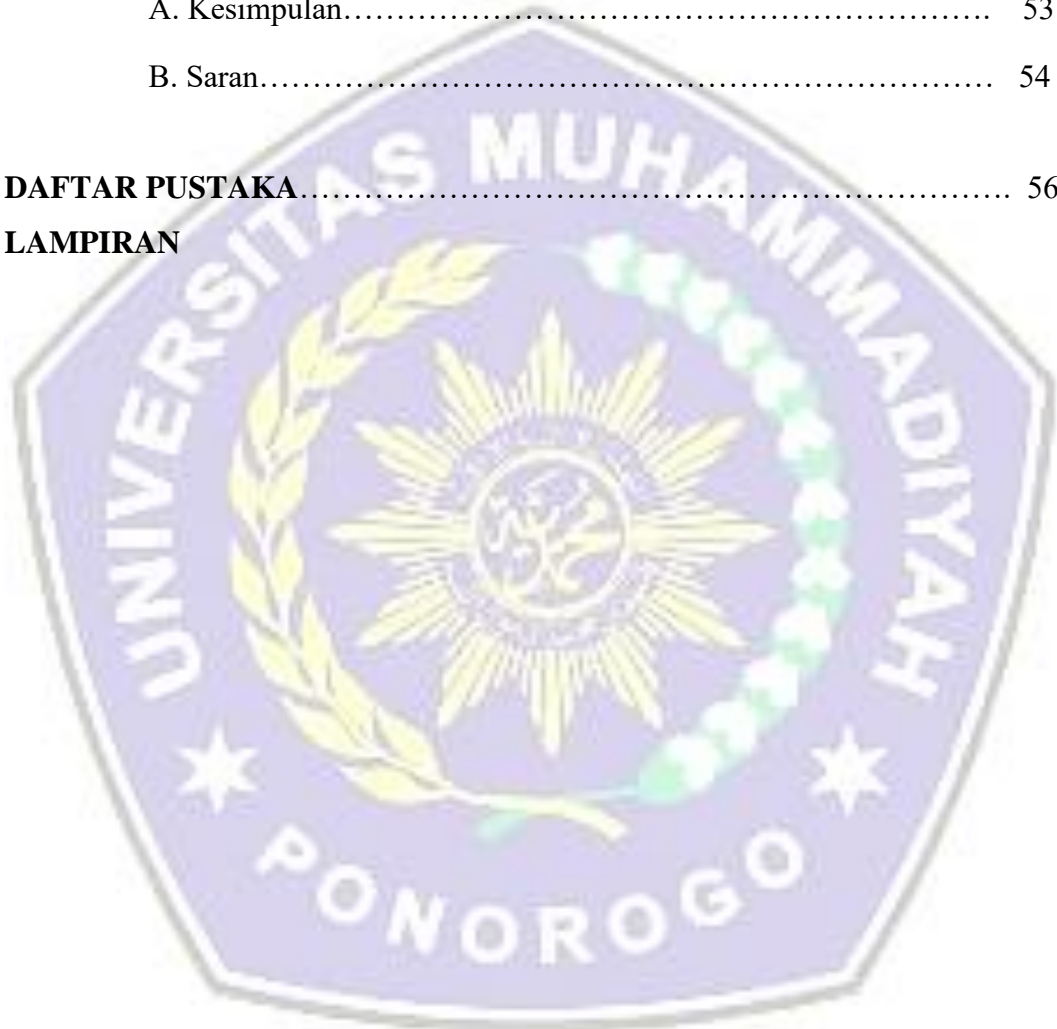 A. Kesimpulan……………………………………………………………. 53
B. Saran……………………………………………………………… 54
DAFTAR PUSTAKA……………………………………………………………. 56
LAMPIRAN
UNIVERSITAS MUHAMMADIYAH
PONOROGO